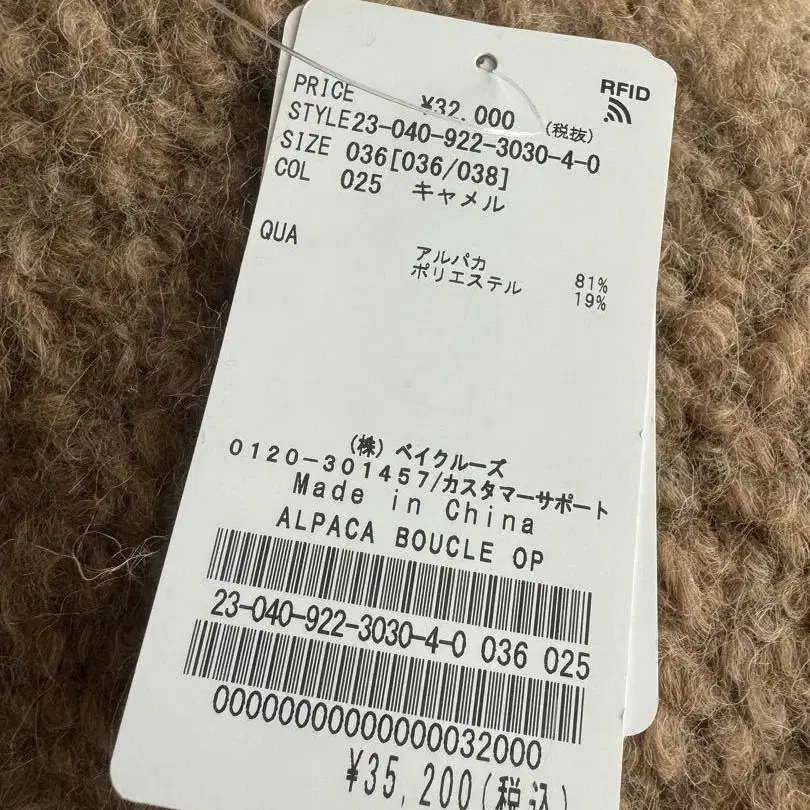 RFID
PRICE ¥32,000 (税抜)
STYLE23-040-922-3030-4-0
SIZE 036[036/038]
COL 025 キャメル
QUA
アルパカ 81%
ポリエステル 19%
(株) ベイクルーズ
0120-301457/カスタマーサポート
Made in China
ALPACA BOUCLE OP
23-040-922-3030-4-0 036 025
00000000000000032000
¥35,200(税込)